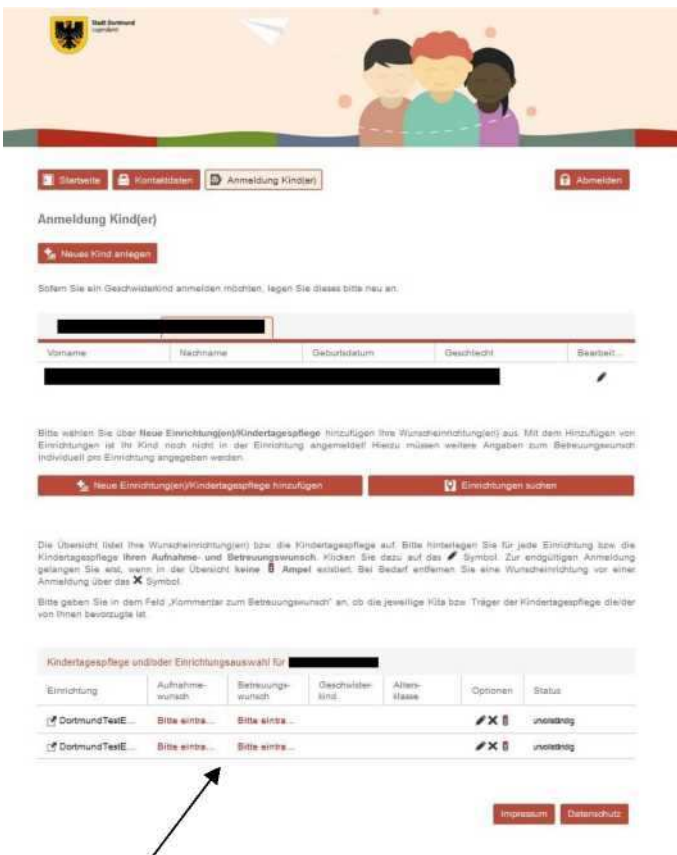 Stadt Dortmund
Jugendamt
Startseite
Kontaktdaten
Anmeldung Kind(er)
Abmelden
Anmeldung Kind(er)
Neues Kind anlegen
Sofern Sie ein Geschwisterkind anmelden möchten, legen Sie dieses bitte neu an.
Vorname Nachname Geburtsdatum Geschlecht Bearbeit...
Bitte wählen Sie über Neue Einrichtung(en)/Kindertagespflege hinzufügen Ihre Wunscheinrichtung(en) aus. Mit dem Hinzufügen von
Einrichtungen ist Ihr Kind noch nicht in der Einrichtung angemeldet! Hierzu müssen weitere Angaben zum Betreuungswunsch
individuell pro Einrichtung angegeben werden.
Neue Einrichtung(en)/Kindertagespflege hinzufügen
Einrichtungen suchen
Die Übersicht listet Ihre Wunscheinrichtung(en) bzw. die Kindertagespflege auf. Bitte hinterlegen Sie für jede Einrichtung bzw. die
Kindertagespflege Ihren Aufnahme- und Betreuungswunsch. Klicken Sie dazu auf das Symbol. Zur endgültigen Anmeldung
gelangen Sie erst, wenn in der Übersicht keine Ampel existiert. Bei Bedarf entfernen Sie eine Wunscheinrichtung vor einer
Anmeldung über das Symbol.
Bitte geben Sie in dem Feld „Kommentar zum Betreuungswunsch" an, ob die jeweilige Kita bzw. Träger der Kindertagespflege die/der
von Ihnen bevorzugte ist.
Kindertagespflege und/oder Einrichtungsauswahl für
Einrichtung Aufnahme-wunsch Betreuungs-wunsch Geschwister-kind Alters-klasse Optionen Status
DortmundTestE... Bitte eintra... Bitte eintra... unvollständig
DortmundTestE... Bitte eintra... Bitte eintra... unvollständig
Impressum
Datenschutz